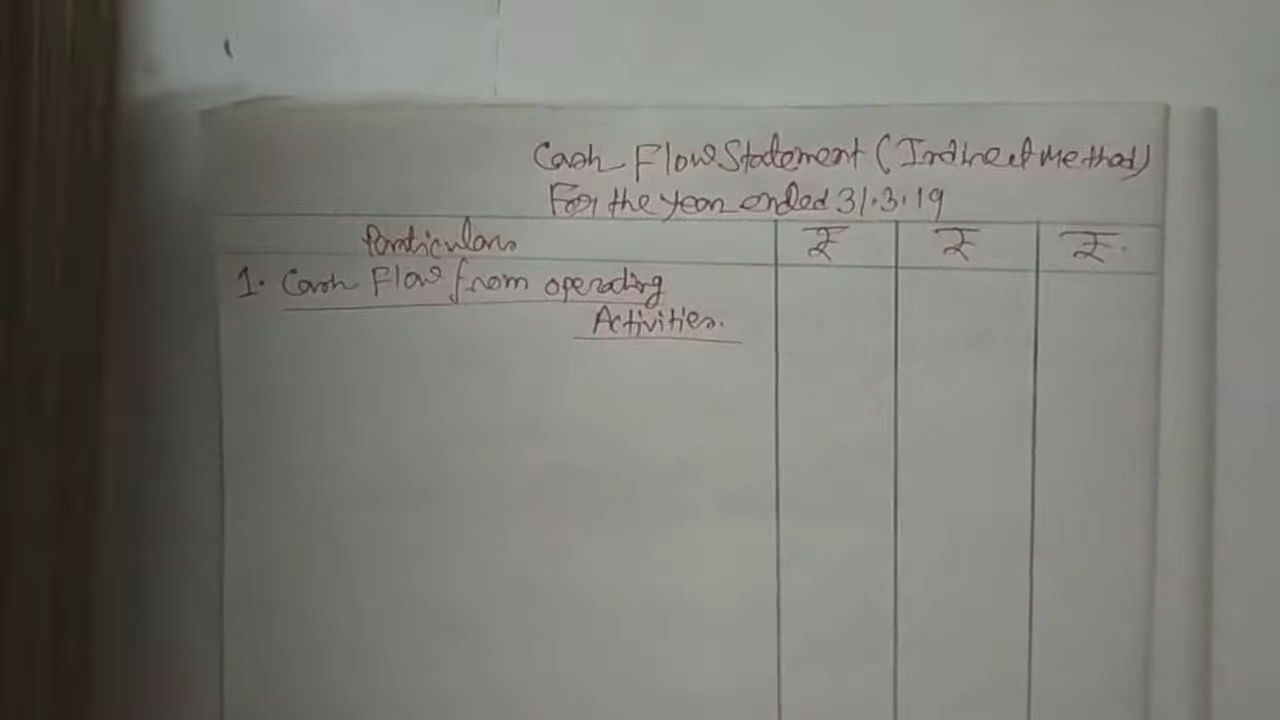 Cash Flow Statement (Indirect Method)
For the year ended 31.3.19
Particulars ₹ ₹ ₹
1. Cash Flow from operating
Activities.